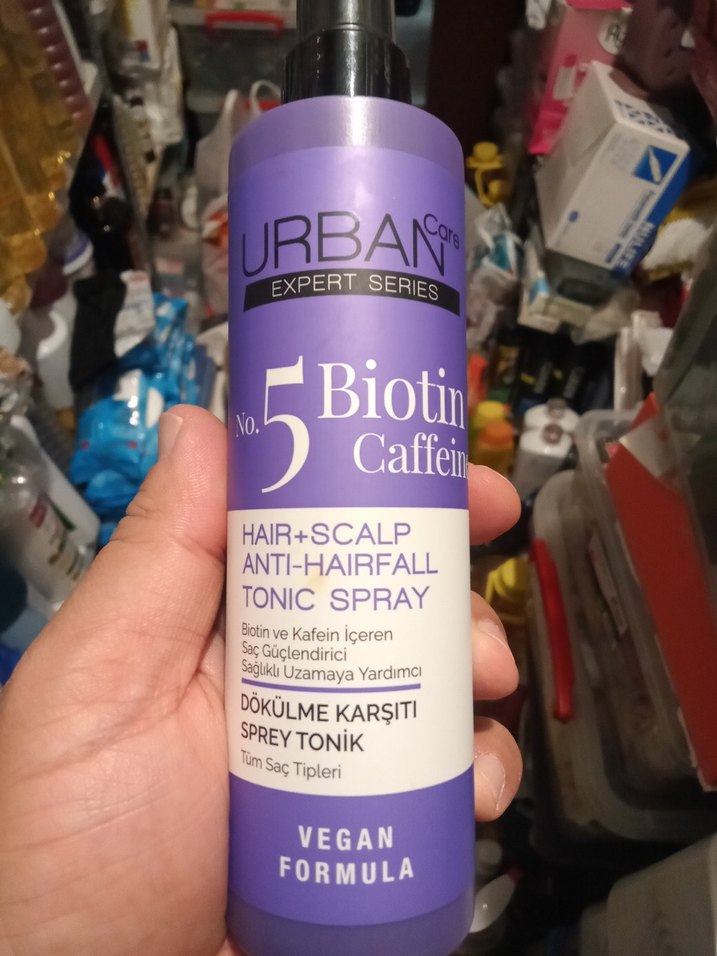 URBAN Care
EXPERT SERIES
No.5 Biotin
Caffeine
HAIR+SCALP
ANTI-HAIRFALL
TONIC SPRAY
Biotin ve Kafein İçeren
Saç Güçlendirici
Sağlıklı Uzamaya Yardımcı
DÖKÜLME KARŞITI
SPREY TONİK
Tüm Saç Tipleri
VEGAN
FORMULA